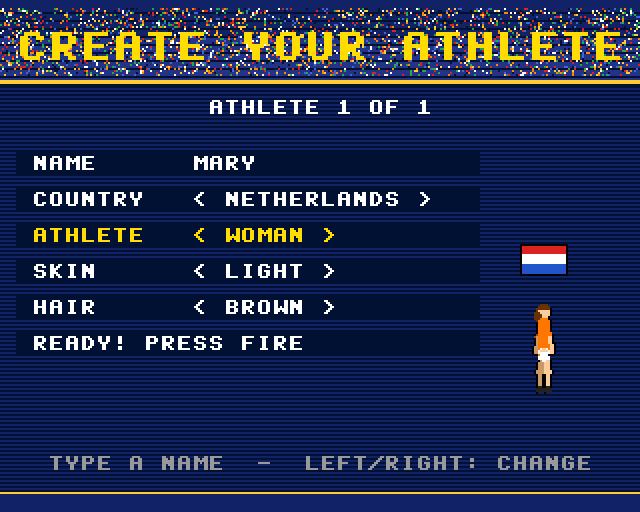 CREATE YOUR ATHLETE
ATHLETE 1 OF 1
NAME MARY
COUNTRY < NETHERLANDS >
ATHLETE < WOMAN >
SKIN < LIGHT >
HAIR < BROWN >
READY! PRESS FIRE
TYPE A NAME - LEFT/RIGHT: CHANGE